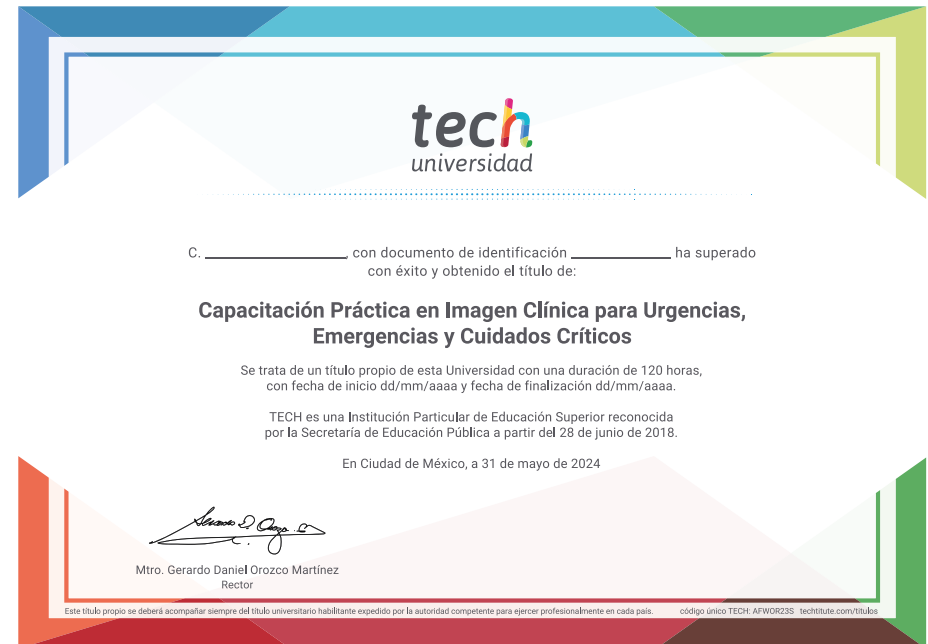 tech
universidad
C. ____________, con documento de identificación __________ ha superado
con éxito y obtenido el título de:
Capacitación Práctica en Imagen Clínica para Urgencias,
Emergencias y Cuidados Críticos
Se trata de un título propio de esta Universidad con una duración de 120 horas,
con fecha de inicio dd/mm/aaaa y fecha de finalización dd/mm/aaaa.
TECH es una Institución Particular de Educación Superior reconocida
por la Secretaría de Educación Pública a partir del 28 de junio de 2018.
En Ciudad de México, a 31 de mayo de 2024
Mtro. Gerardo Daniel Orozco Martínez
Rector
Este título propio se deberá acompañar siempre del título universitario habilitante expedido por la autoridad competente para ejercer profesionalmente en cada país. código único TECH: AFWOR23S techtitute.com/titulos